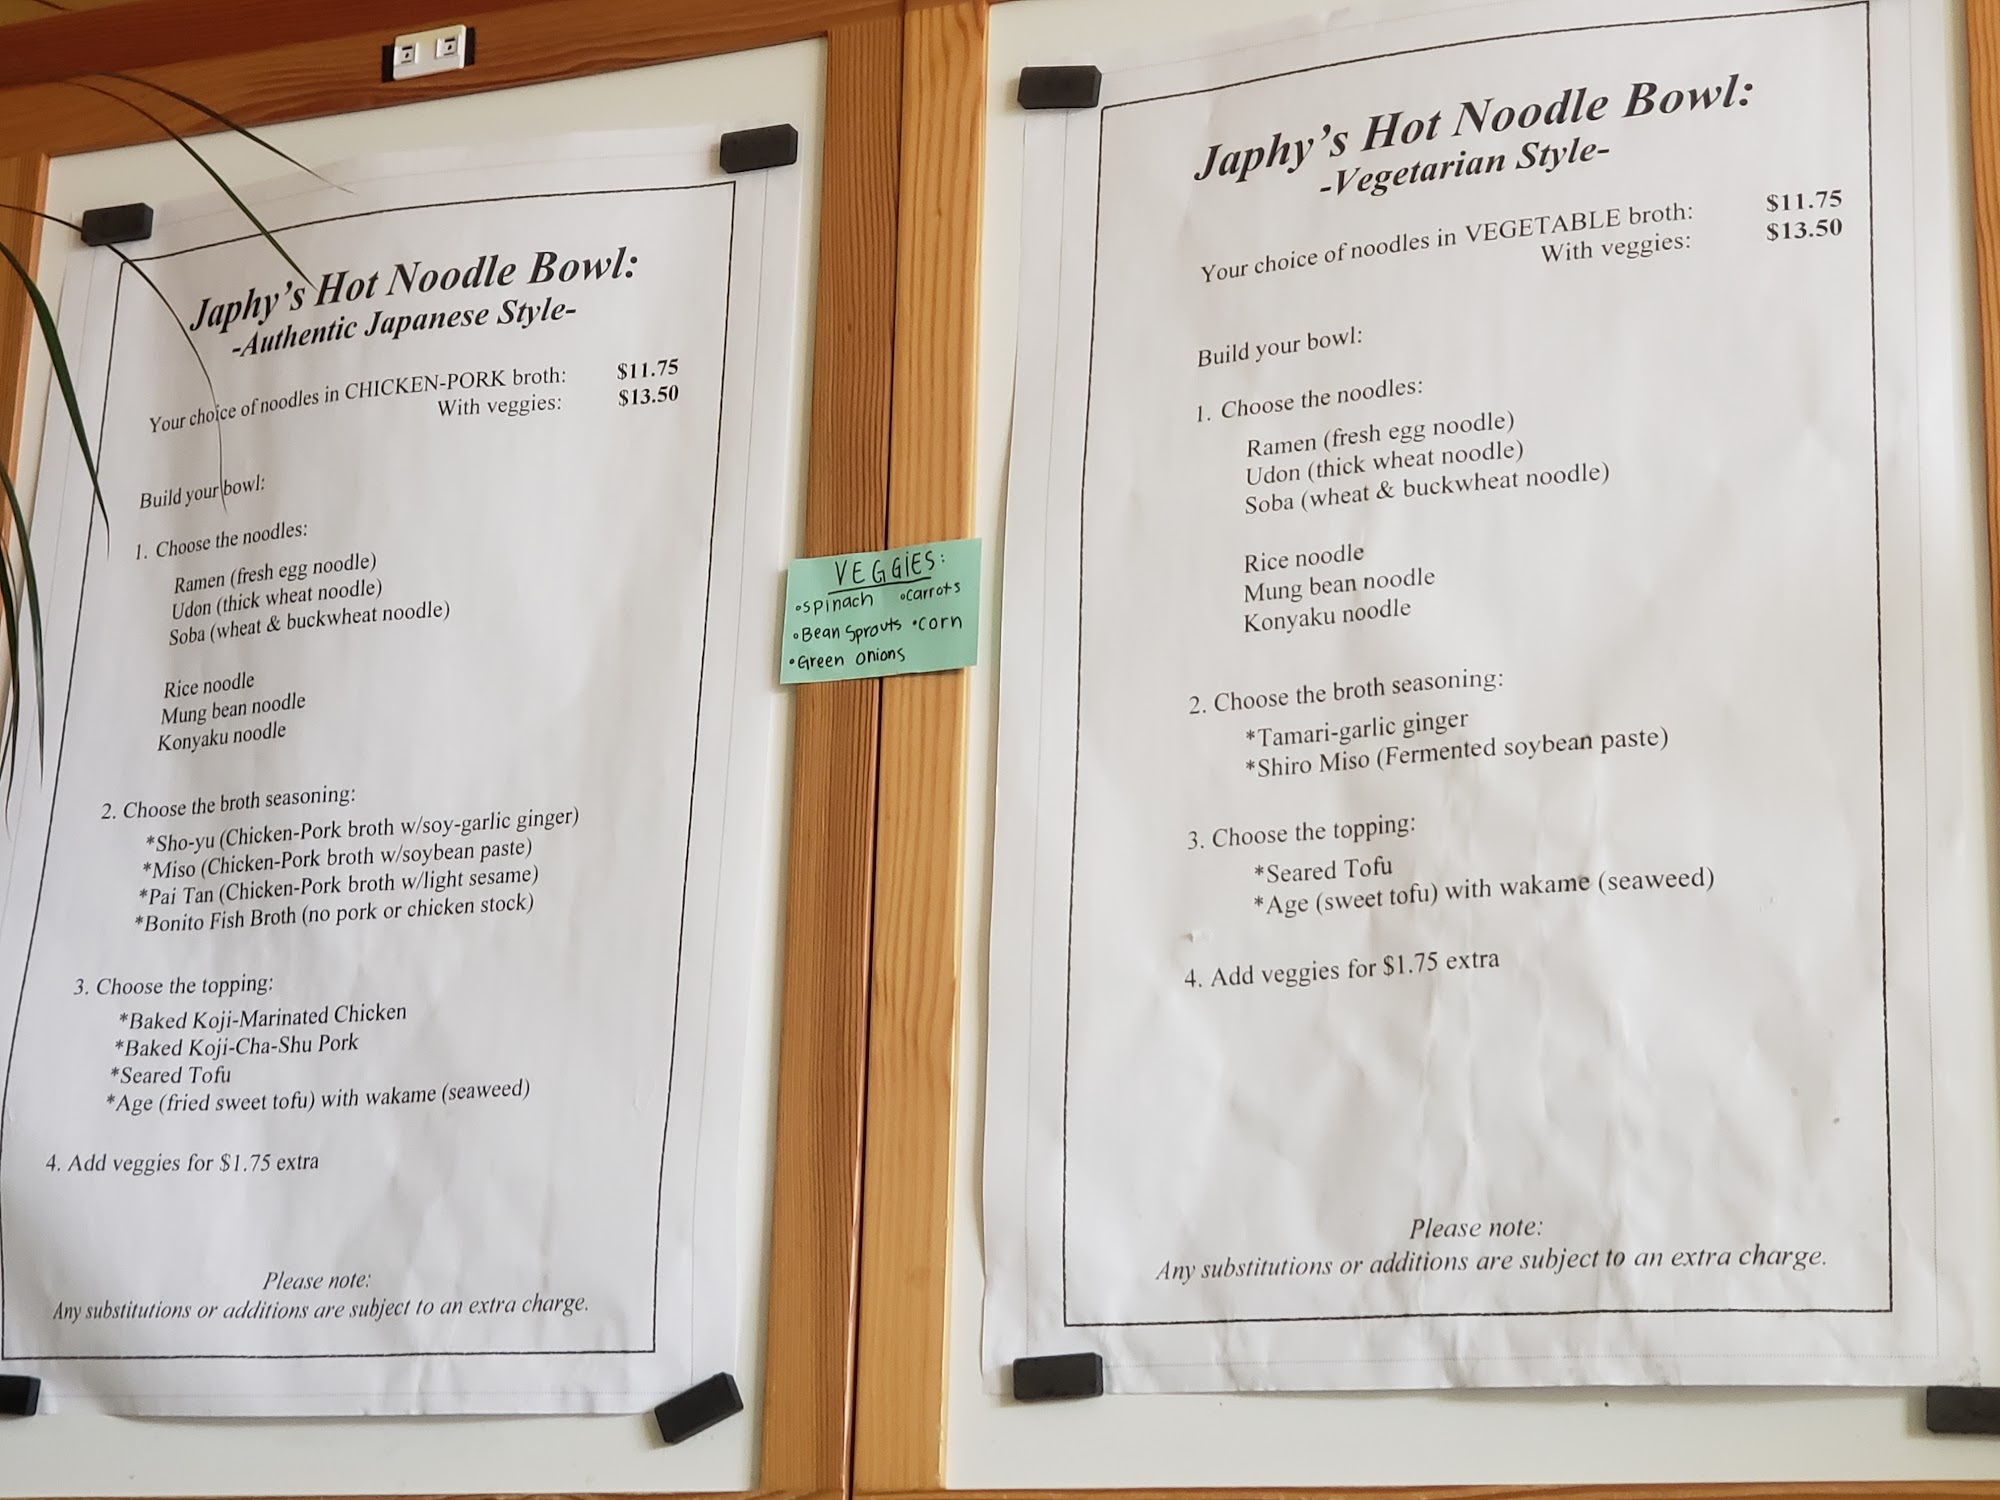 Japhy's Hot Noodle Bowl:
-Authentic Japanese Style-
Your choice of noodles in CHICKEN-PORK broth: $11.75
With veggies: $13.50
Build your bowl:
1. Choose the noodles:
Ramen (fresh egg noodle)
Udon (thick wheat noodle)
Soba (wheat & buckwheat noodle)
Rice noodle
Mung bean noodle
Konyaku noodle
2. Choose the broth seasoning:
*Sho-yu (Chicken-Pork broth w/soy-garlic ginger)
*Miso (Chicken-Pork broth w/soybean paste)
*Pai Tan (Chicken-Pork broth w/light sesame)
*Bonito Fish Broth (no pork or chicken stock)
3. Choose the topping:
*Baked Koji-Marinated Chicken
*Baked Koji-Cha-Shu Pork
*Seared Tofu
*Age (fried sweet tofu) with wakame (seaweed)
4. Add veggies for $1.75 extra
Please note:
Any substitutions or additions are subject to an extra charge.
VEGGIES:
•Spinach •carrots
•Bean Sprouts •corn
•Green onions
Japhy's Hot Noodle Bowl:
-Vegetarian Style-
Your choice of noodles in VEGETABLE broth: $11.75
With veggies: $13.50
Build your bowl:
1. Choose the noodles:
Ramen (fresh egg noodle)
Udon (thick wheat noodle)
Soba (wheat & buckwheat noodle)
Rice noodle
Mung bean noodle
Konyaku noodle
2. Choose the broth seasoning:
*Tamari-garlic ginger
*Shiro Miso (Fermented soybean paste)
3. Choose the topping:
*Seared Tofu
*Age (sweet tofu) with wakame (seaweed)
4. Add veggies for $1.75 extra
Please note:
Any substitutions or additions are subject to an extra charge.